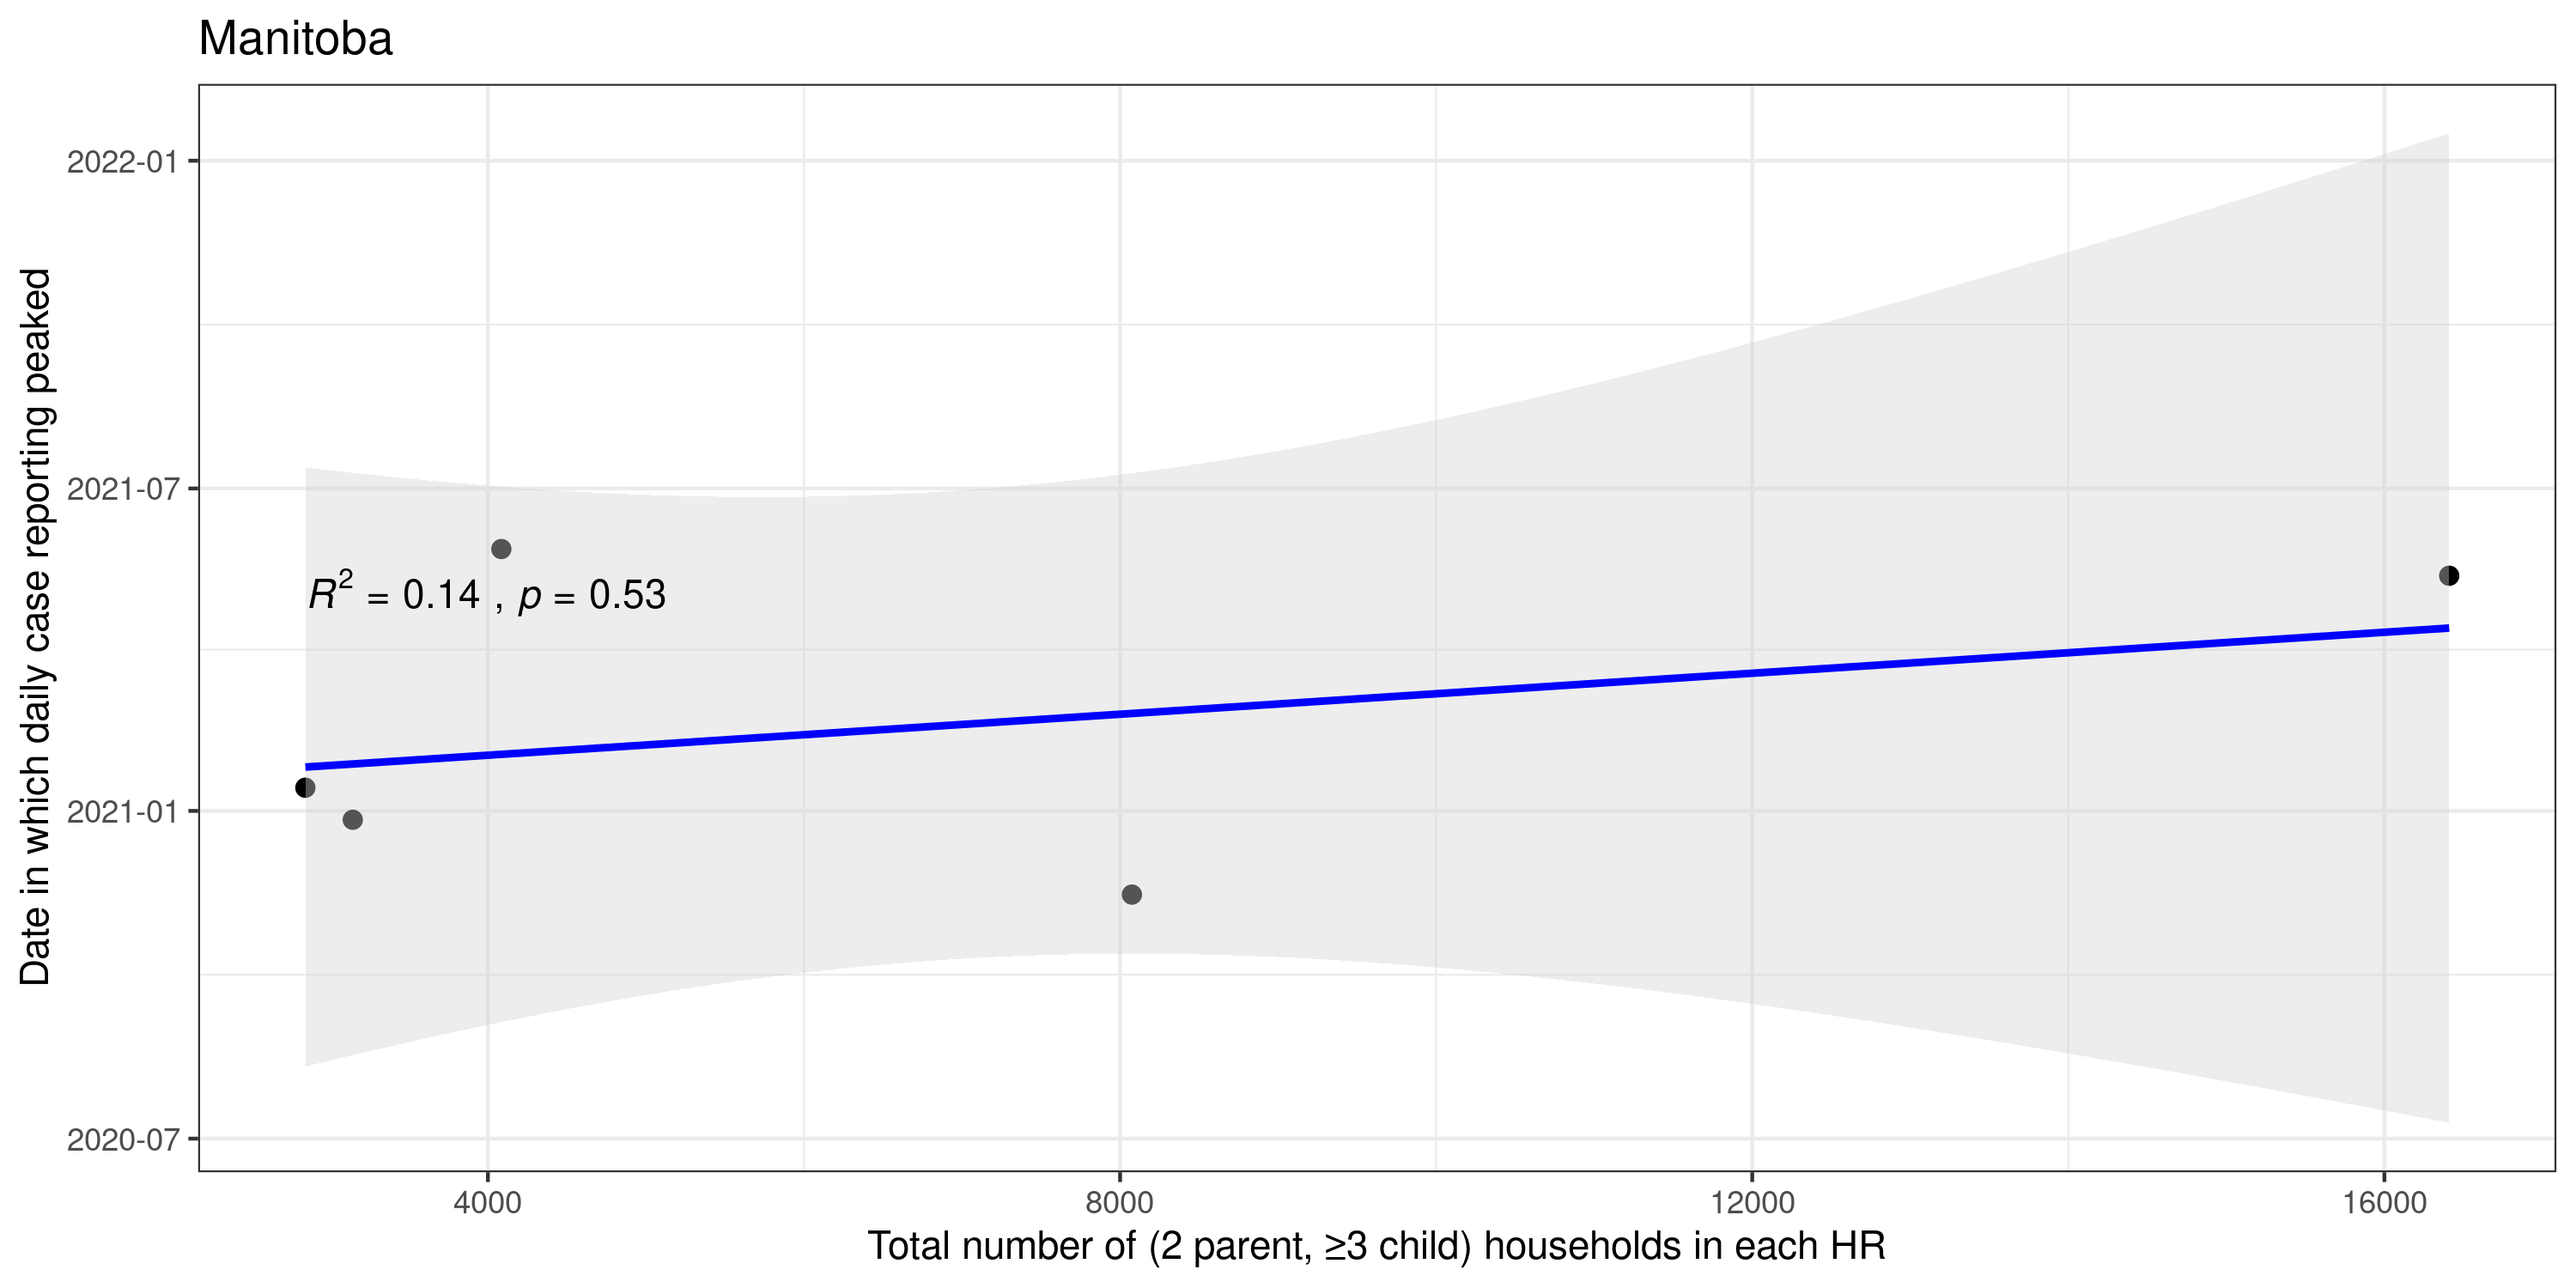 Manitoba
Date in which daily case reporting peaked
2022-01
2021-07
2021-01
2020-07
R² = 0.14 , p = 0.53
4000 8000 12000 16000
Total number of (2 parent, ≥3 child) households in each HR